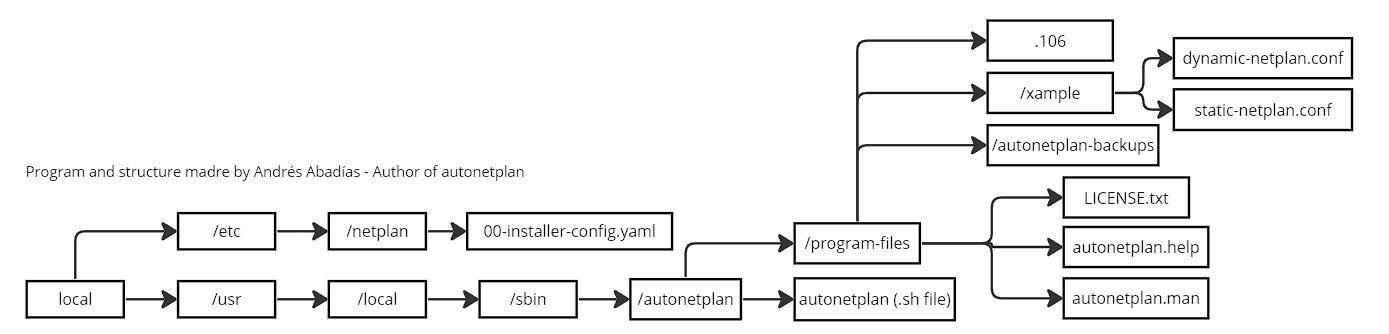 .106
dynamic-netplan.conf
/xample
static-netplan.conf
/autonetplan-backups
Program and structure madre by Andrés Abadías - Author of autonetplan
LICENSE.txt
/etc
/netplan
00-installer-config.yaml
/program-files
autonetplan.help
local
/usr
/local
/sbin
/autonetplan
autonetplan (.sh file)
autonetplan.man